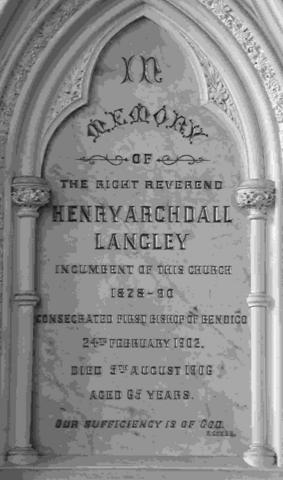 In
MEMORY
OF
THE RIGHT REVEREND
HENRY ARCHDALL
LANGLEY
INCUMBENT OF THIS CHURCH
1878-90
CONSECRATED FIRST BISHOP OF BENDIGO
24TH FEBRUARY 1902.
DIED 5TH AUGUST 1906
AGED 65 YEARS.
OUR SUFFICIENCY IS OF GOD.